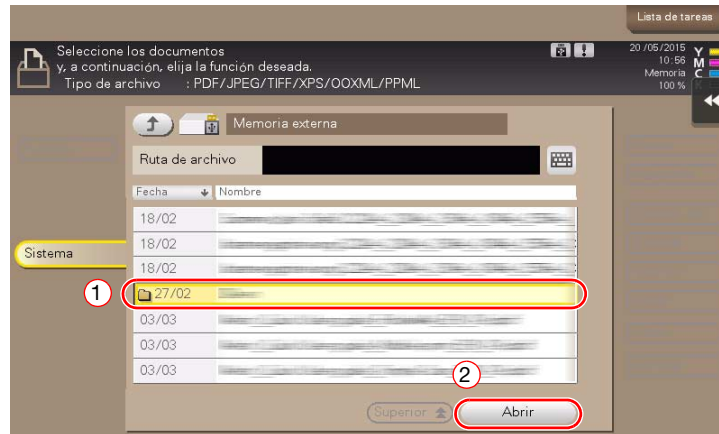 Lista de tareas
Seleccione los documentos
y, a continuación, elija la función deseada.
Tipo de archivo : PDF/JPEG/TIFF/XPS/OOXML/PPML
20/05/2015
10:56
Memoria
100 %
Y
M
C
K
Memoria externa
Ruta de archivo
Fecha Nombre
18/02
18/02
18/02
Sistema
1 27/02
03/03
03/03
03/03
2
Superior Abrir